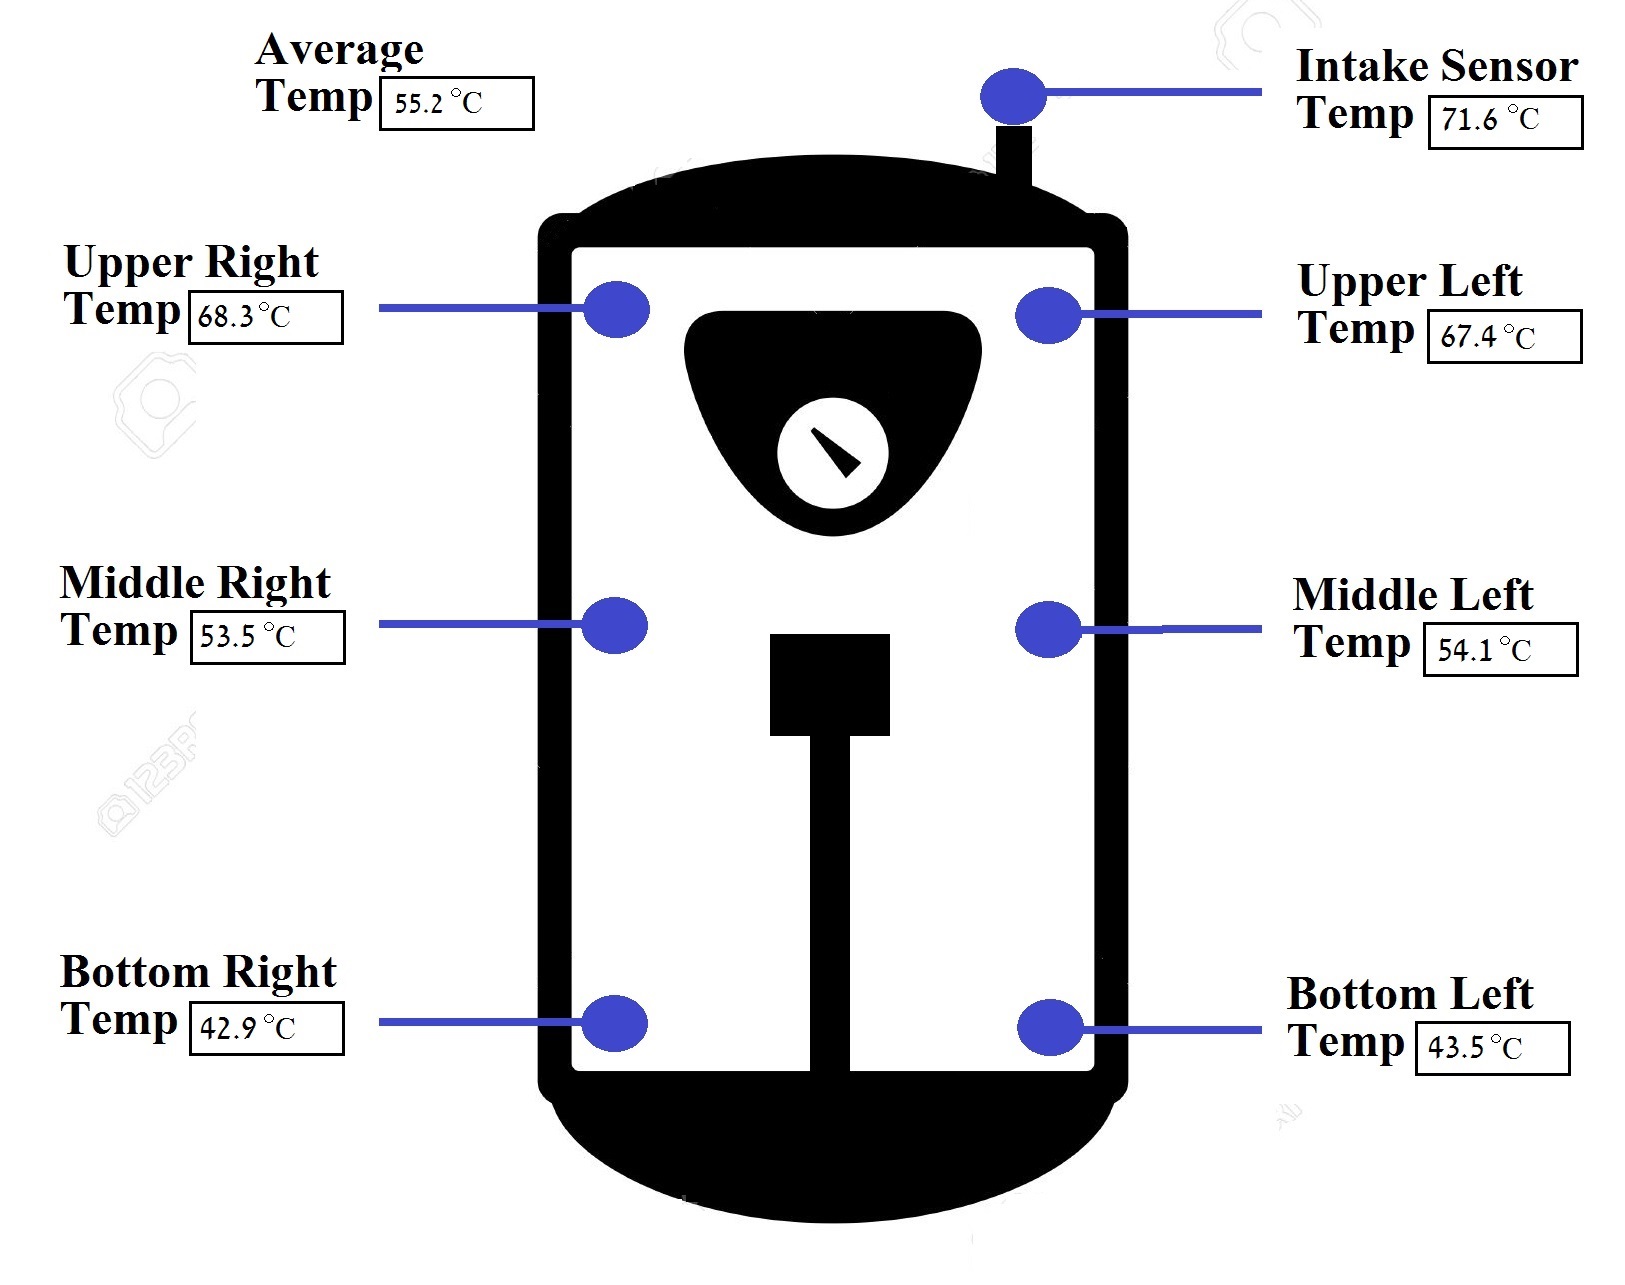 Average
Temp 55.2 °C
Intake Sensor
Temp 71.6 °C
Upper Right
Temp 68.3 °C
Upper Left
Temp 67.4 °C
Middle Right
Temp 53.5 °C
Middle Left
Temp 54.1 °C
Bottom Right
Temp 42.9 °C
Bottom Left
Temp 43.5 °C